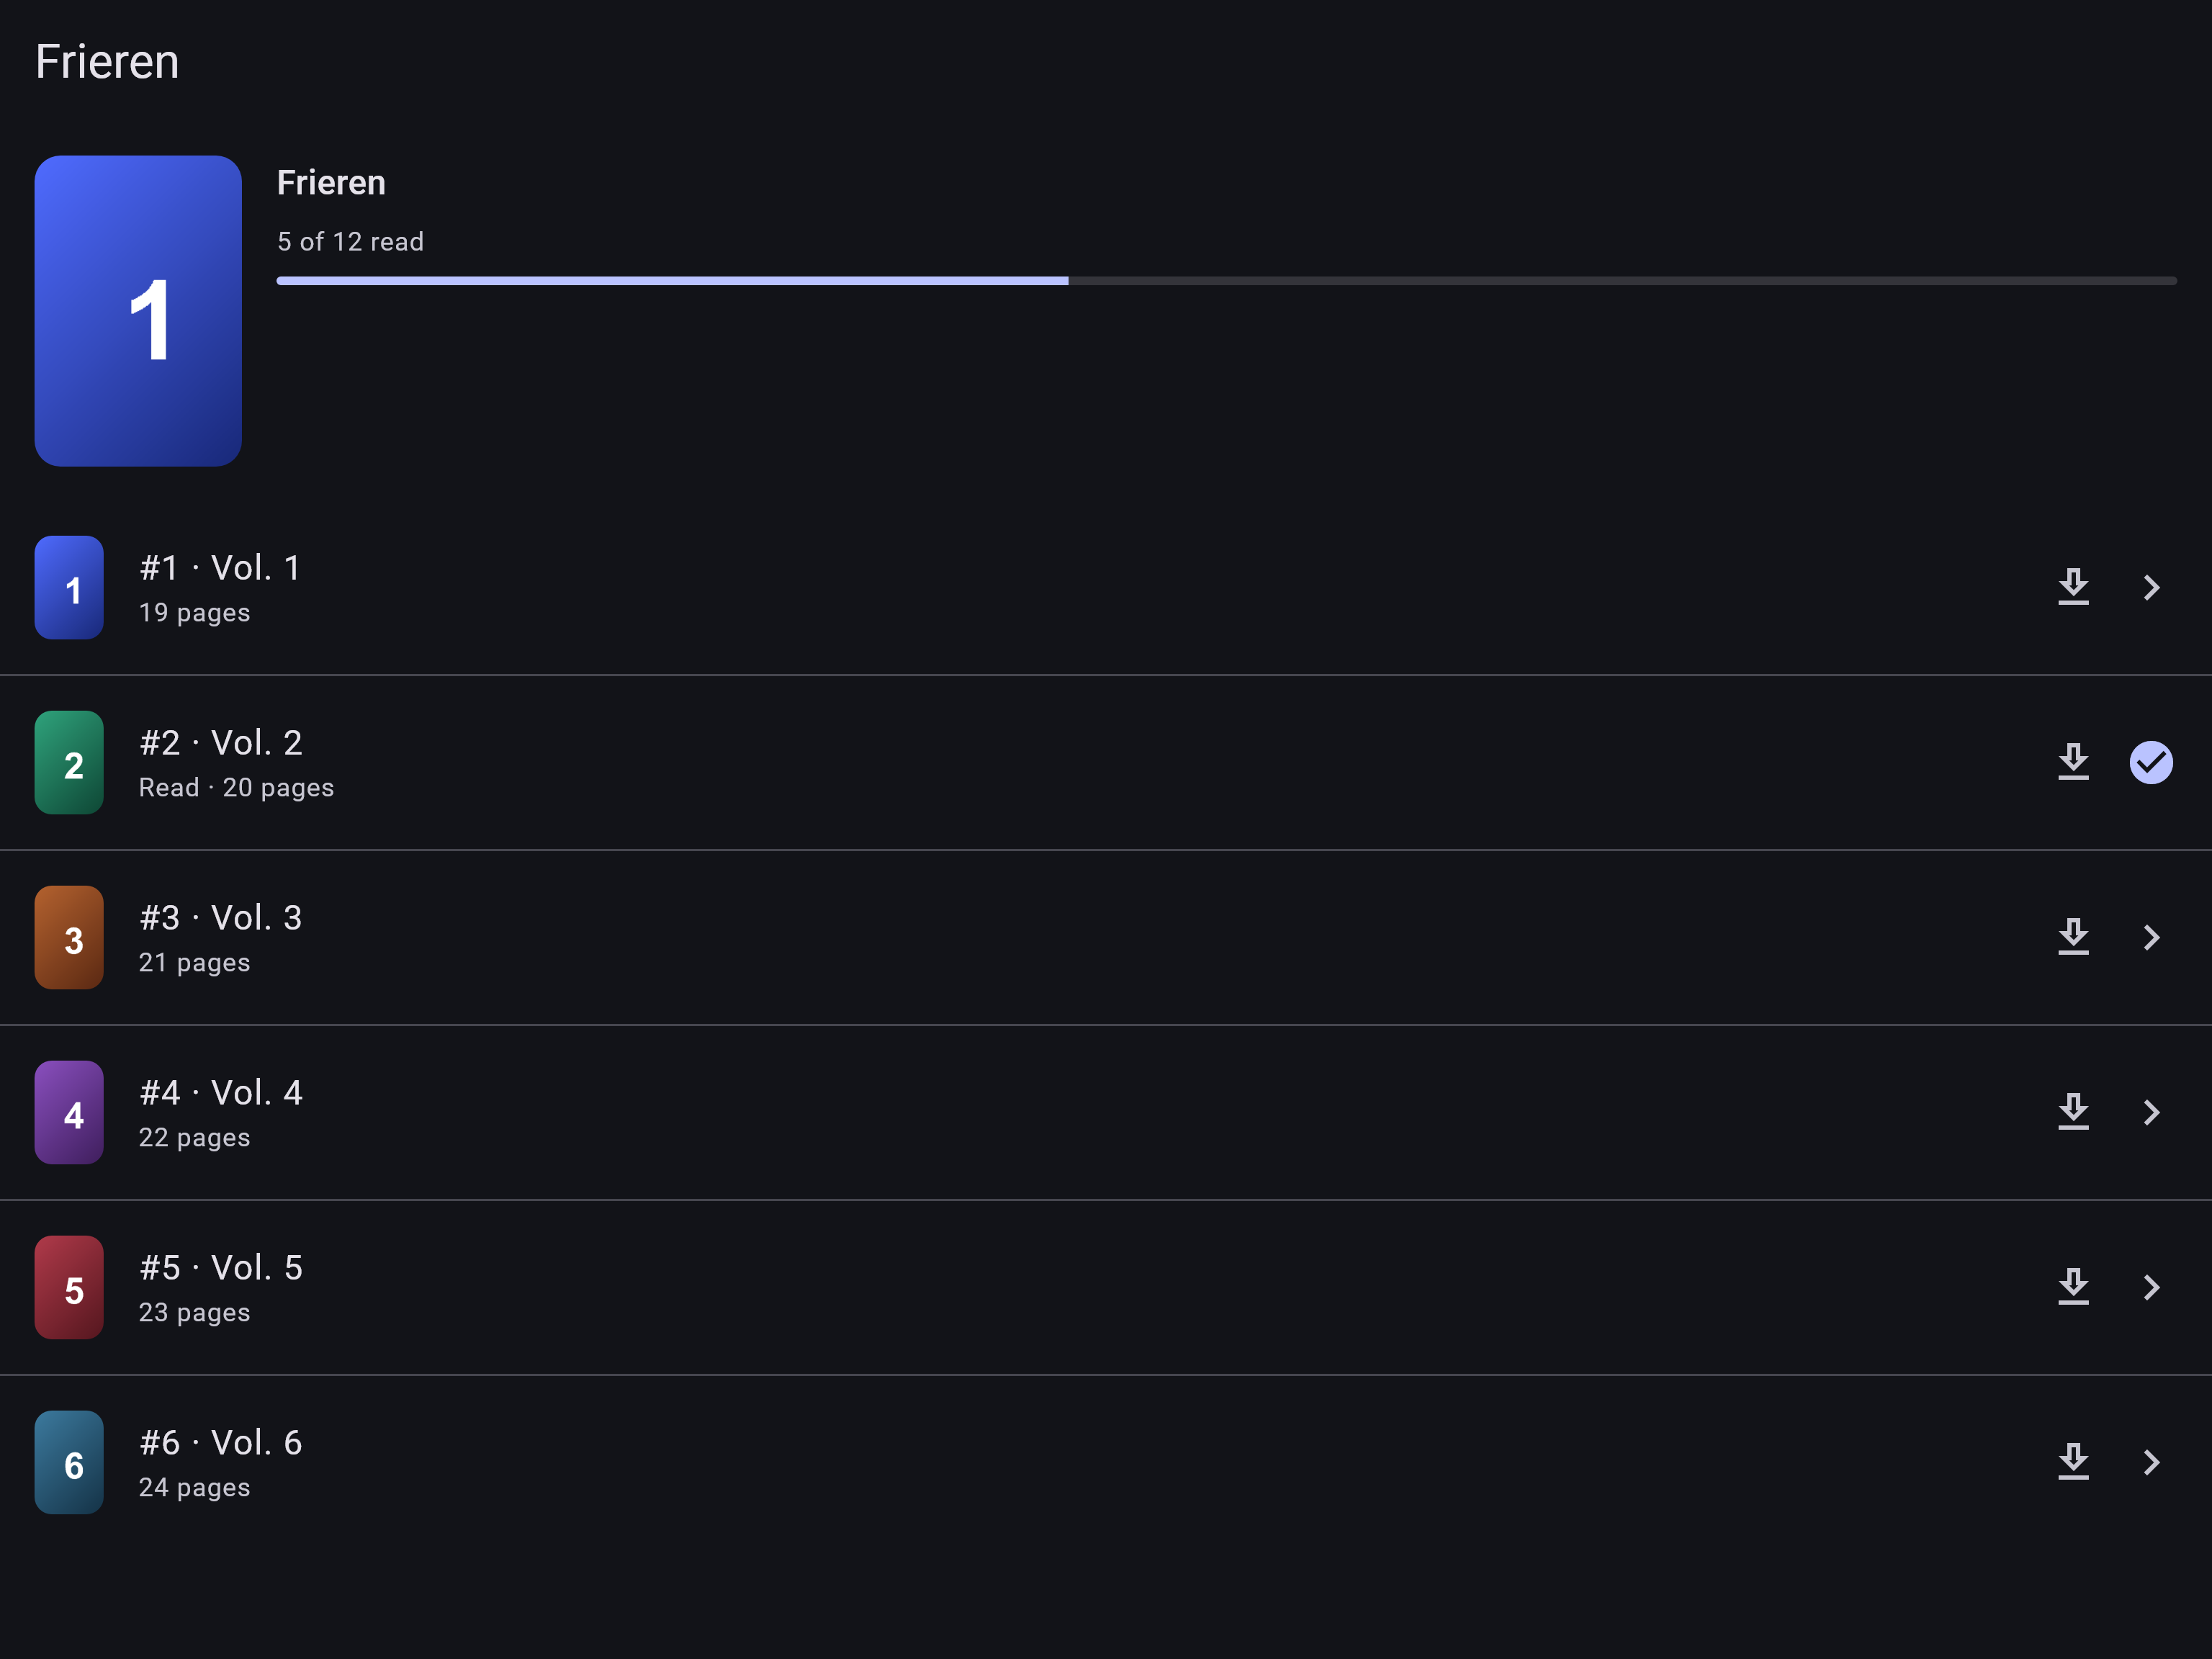 Frieren
1
Frieren
5 of 12 read
1
#1 · Vol. 1
19 pages
2
#2 · Vol. 2
Read · 20 pages
3
#3 · Vol. 3
21 pages
4
#4 · Vol. 4
22 pages
5
#5 · Vol. 5
23 pages
6
#6 · Vol. 6
24 pages